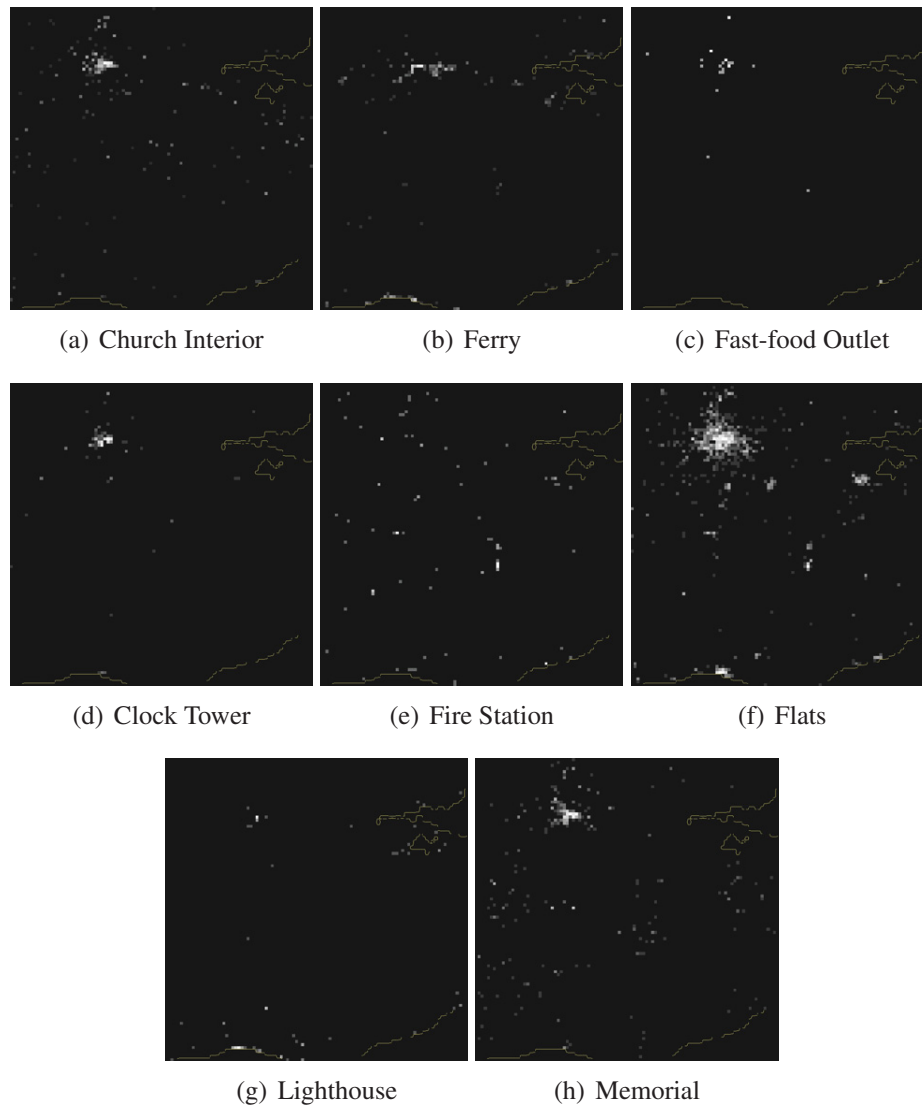 (a) Church Interior
(b) Ferry
(c) Fast-food Outlet
(d) Clock Tower
(e) Fire Station
(f) Flats
(g) Lighthouse
(h) Memorial